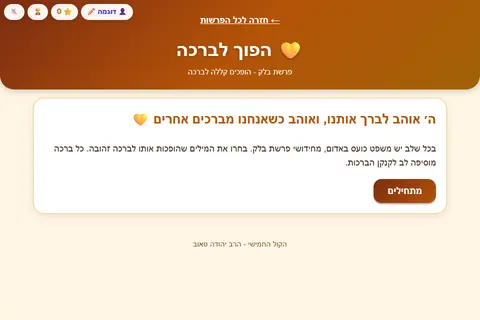 דוגמה
0
← חזרה לכל הפרשות
הפוך לברכה
פרשת בלק - הופכים קללה לברכה
ה׳ אוהב לברך אותנו, ואוהב כשאנחנו מברכים אחרים
בכל שלב יש משפט כועס באדום, מחידושי פרשת בלק. בחרו את המילים שהופכות אותו לברכה זהובה. כל ברכה
מוסיפה לב לקנקן הברכות.
מתחילים
הקול החמישי - הרב יהודה טאוב